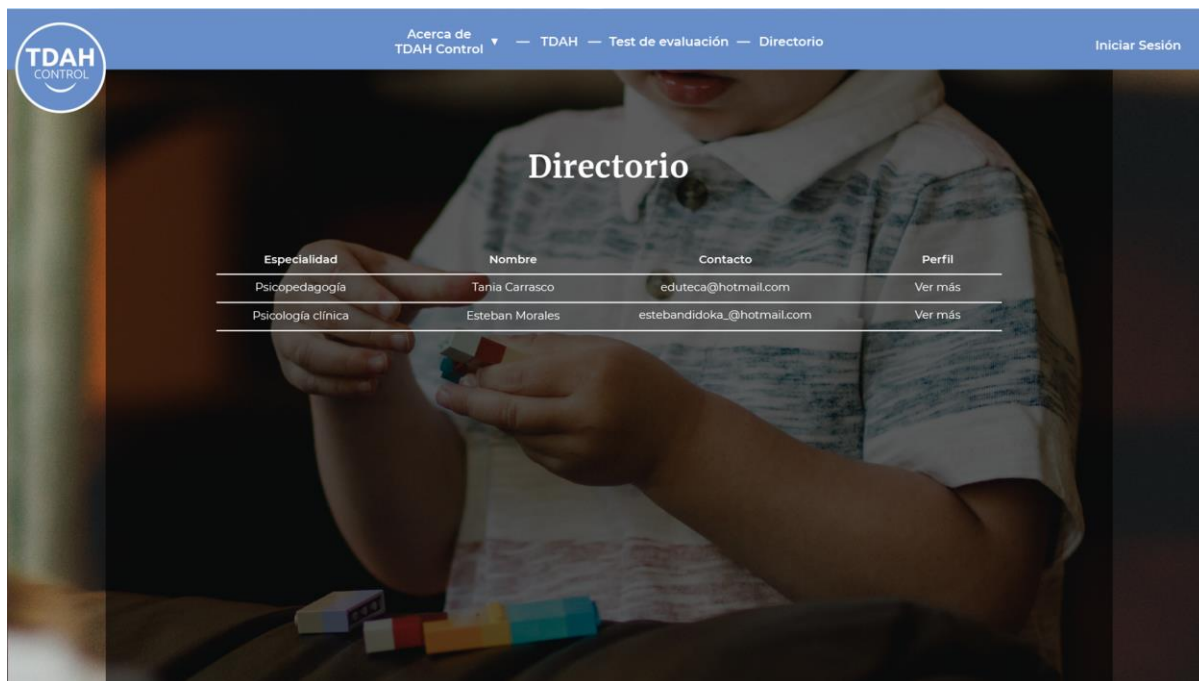 TDAH
CONTROL
Acerca de
TDAH Control ▼ — TDAH — Test de evaluación — Directorio
Iniciar Sesión
Directorio
Especialidad Nombre Contacto Perfil
Psicopedagogía Tania Carrasco eduteca@hotmail.com Ver más
Psicología clínica Esteban Morales estebandidoka_@hotmail.com Ver más